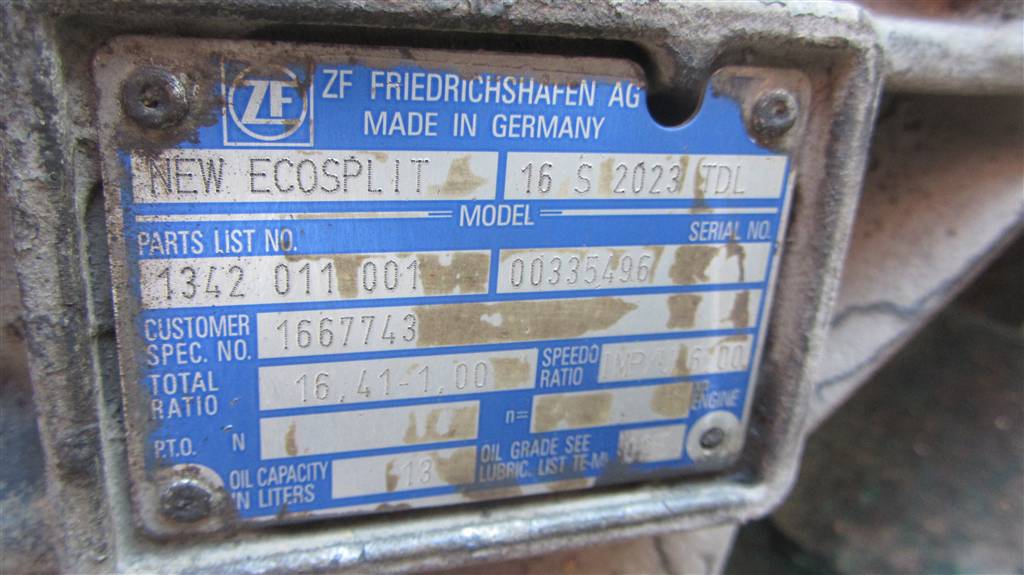 ZF ZF FRIEDRICHSHAFEN AG
MADE IN GERMANY
NEW ECOSPLIT 16 S 2023 TDL
MODEL
PARTS LIST NO. SERIAL NO.
1342 011 001 00335496
CUSTOMER
SPEC. NO. 1667743
TOTAL
RATIO 16,41-1,00
SPEEDO
RATIO
P.T.O. N n= ENGINE
OIL CAPACITY
IN LITERS 13
OIL GRADE SEE
LUBRIC. LIST TE-ML